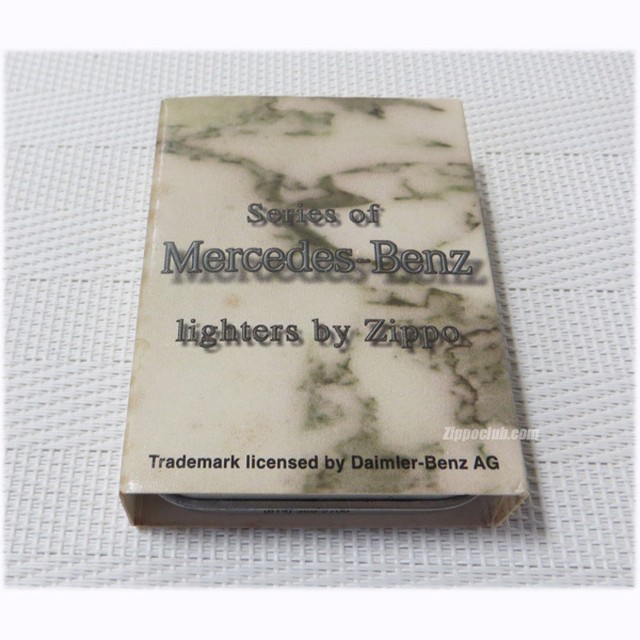 Series of
Mercedes-Benz
lighters by Zippo
Zippoclub.com
Trademark licensed by Daimler-Benz AG